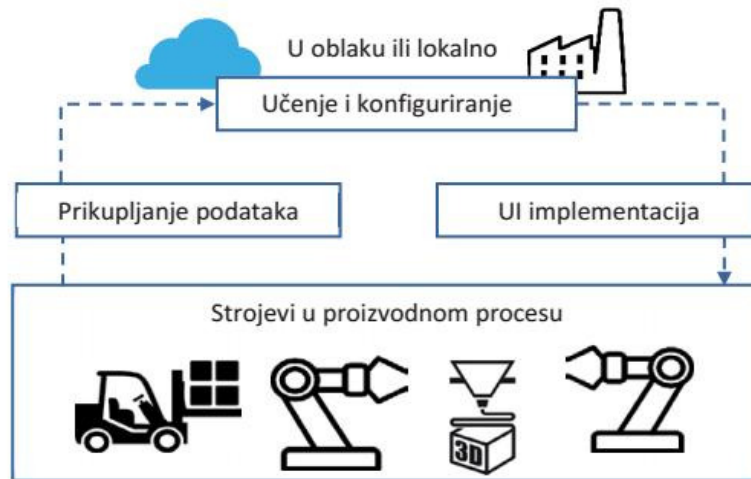 U oblaku ili lokalno
Učenje i konfiguriranje
Prikupljanje podataka
UI implementacija
Strojevi u proizvodnom procesu
3D